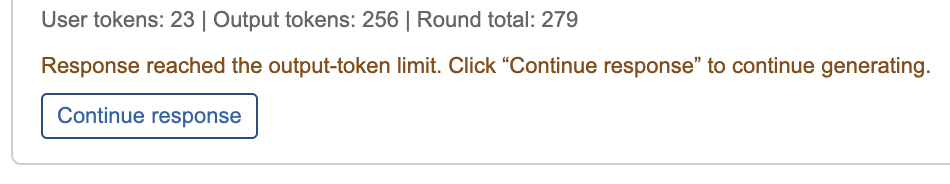 User tokens: 23 | Output tokens: 256 | Round total: 279
Response reached the output-token limit. Click “Continue response” to continue generating.
Continue response